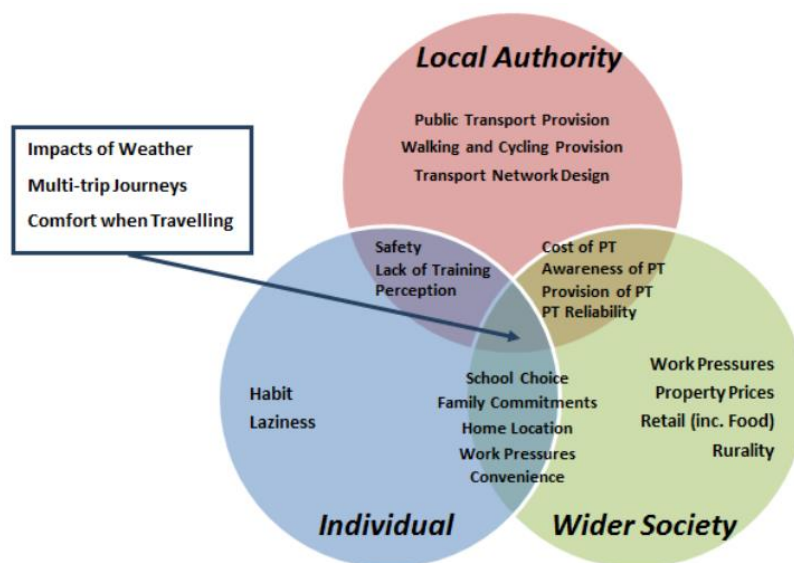 Local Authority
Public Transport Provision
Walking and Cycling Provision
Transport Network Design
Impacts of Weather
Multi-trip Journeys
Comfort when Travelling
Safety
Lack of Training
Perception
Cost of PT
Awareness of PT
Provision of PT
PT Reliability
Habit
Laziness
School Choice
Family Commitments
Home Location
Work Pressures
Convenience
Work Pressures
Property Prices
Retail (inc. Food)
Rurality
Individual
Wider Society